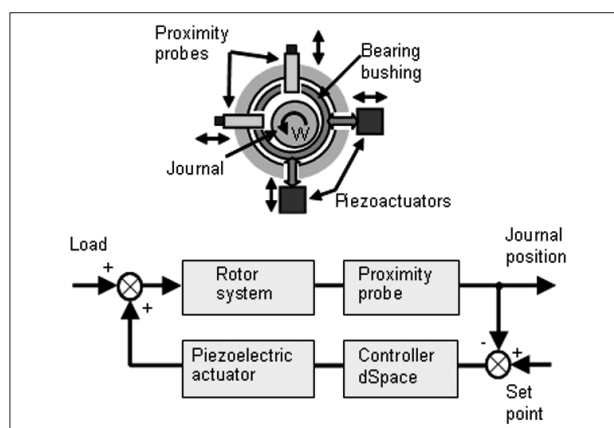 Proximity
probes
Bearing
bushing
W
Journal
Piezoactuators
Load
Journal
position
+
Rotor
system
Proximity
probe
+
Piezoelectric
actuator
Controller
dSpace
-
+
Set
point